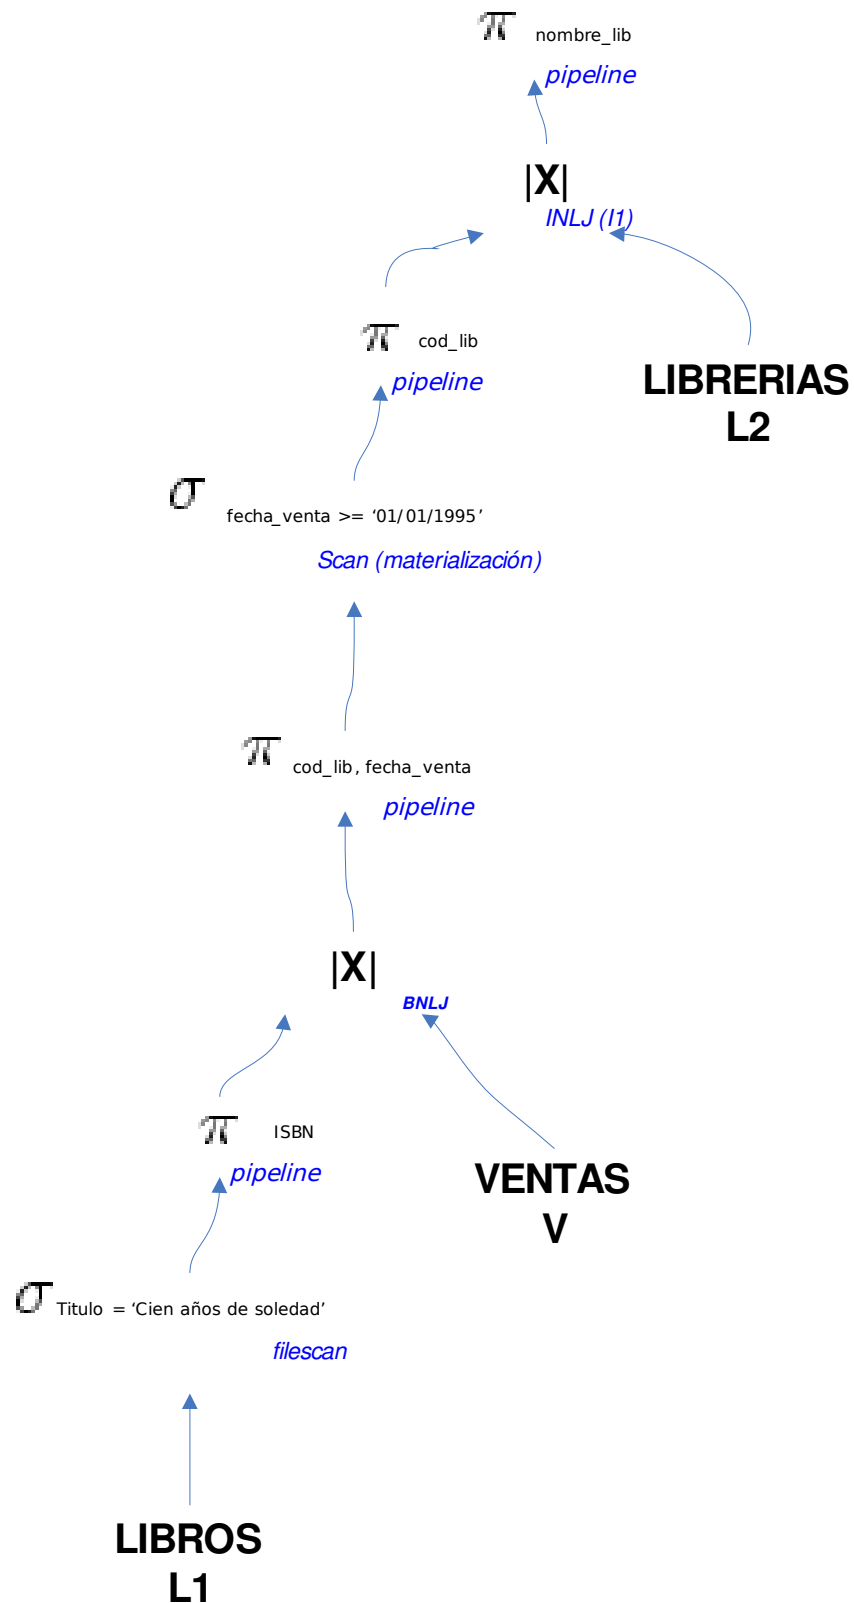 π nombre_lib
pipeline
|X|
INLJ (I1)
π cod_lib
pipeline
LIBRERIAS
L2
σ fecha_venta >= ‘01/01/1995’
Scan (materialización)
π cod_lib, fecha_venta
pipeline
|X|
BNLJ
π ISBN
pipeline
VENTAS
V
σ Titulo = ‘Cien años de soledad’
filescan
LIBROS
L1